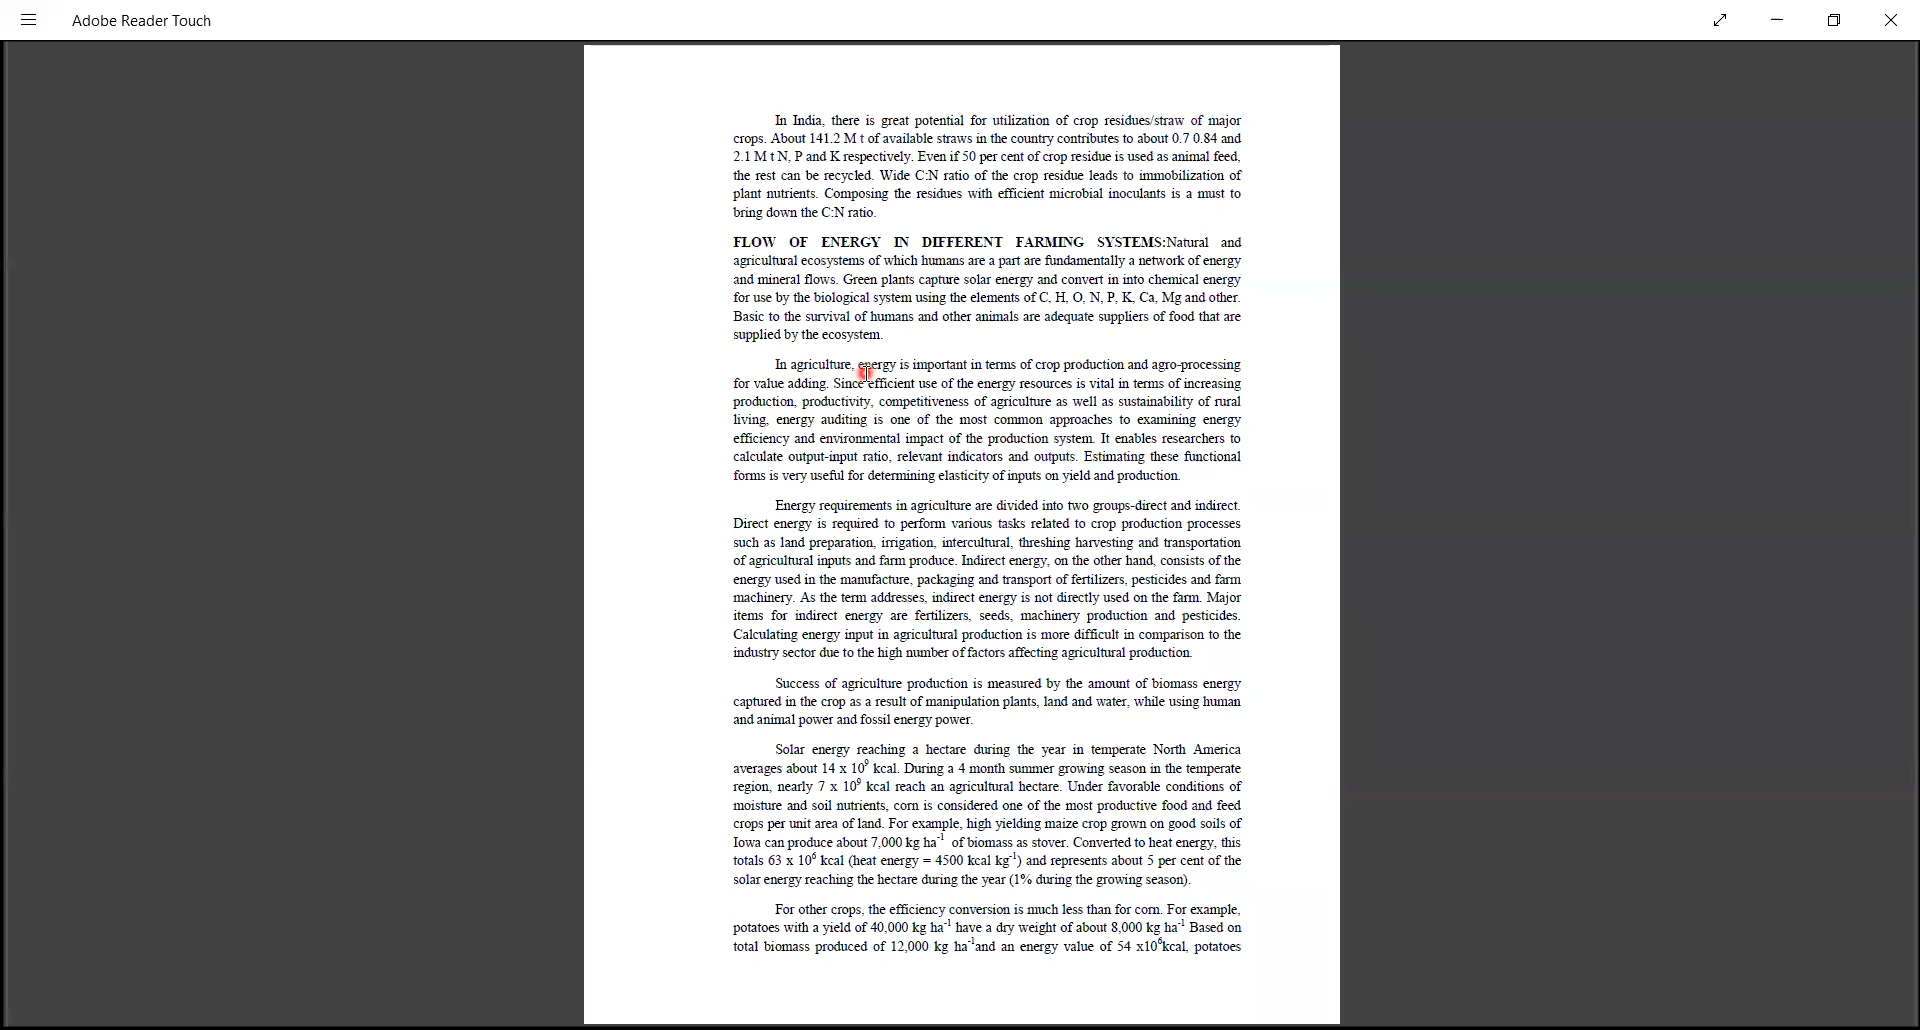 Adobe Reader Touch
In India, there is great potential for utilization of crop residues/straw of major
crops. About 141.2 M t of available straws in the country contributes to about 0.7 0.84 and
2.1 M t N, P and K respectively. Even if 50 per cent of crop residue is used as animal feed,
the rest can be recycled. Wide C:N ratio of the crop residue leads to immobilization of
plant nutrients. Composing the residues with efficient microbial inoculants is a must to
bring down the C:N ratio.
FLOW OF ENERGY IN DIFFERENT FARMING SYSTEMS:Natural and
agricultural ecosystems of which humans are a part are fundamentally a network of energy
and mineral flows. Green plants capture solar energy and convert in into chemical energy
for use by the biological system using the elements of C, H, O, N, P, K, Ca, Mg and other.
Basic to the survival of humans and other animals are adequate suppliers of food that are
supplied by the ecosystem.
In agriculture, energy is important in terms of crop production and agro-processing
for value adding. Since efficient use of the energy resources is vital in terms of increasing
production, productivity, competitiveness of agriculture as well as sustainability of rural
living, energy auditing is one of the most common approaches to examining energy
efficiency and environmental impact of the production system. It enables researchers to
calculate output-input ratio, relevant indicators and outputs. Estimating these functional
forms is very useful for determining elasticity of inputs on yield and production.
Energy requirements in agriculture are divided into two groups-direct and indirect.
Direct energy is required to perform various tasks related to crop production processes
such as land preparation, irrigation, intercultural, threshing harvesting and transportation
of agricultural inputs and farm produce. Indirect energy, on the other hand, consists of the
energy used in the manufacture, packaging and transport of fertilizers, pesticides and farm
machinery. As the term addresses, indirect energy is not directly used on the farm. Major
items for indirect energy are fertilizers, seeds, machinery production and pesticides.
Calculating energy input in agricultural production is more difficult in comparison to the
industry sector due to the high number of factors affecting agricultural production.
Success of agriculture production is measured by the amount of biomass energy
captured in the crop as a result of manipulation plants, land and water, while using human
and animal power and fossil energy power.
Solar energy reaching a hectare during the year in temperate North America
averages about 14 x 10⁹ kcal. During a 4 month summer growing season in the temperate
region, nearly 7 x 10⁹ kcal reach an agricultural hectare. Under favorable conditions of
moisture and soil nutrients, corn is considered one of the most productive food and feed
crops per unit area of land. For example, high yielding maize crop grown on good soils of
Iowa can produce about 7,000 kg ha⁻¹ of biomass as stover. Converted to heat energy, this
totals 63 x 10⁶ kcal (heat energy = 4500 kcal kg⁻¹) and represents about 5 per cent of the
solar energy reaching the hectare during the year (1% during the growing season).
For other crops, the efficiency conversion is much less than for corn. For example,
potatoes with a yield of 40,000 kg ha⁻¹ have a dry weight of about 8,000 kg ha⁻¹ Based on
total biomass produced of 12,000 kg ha⁻¹and an energy value of 54 x10⁶kcal, potatoes